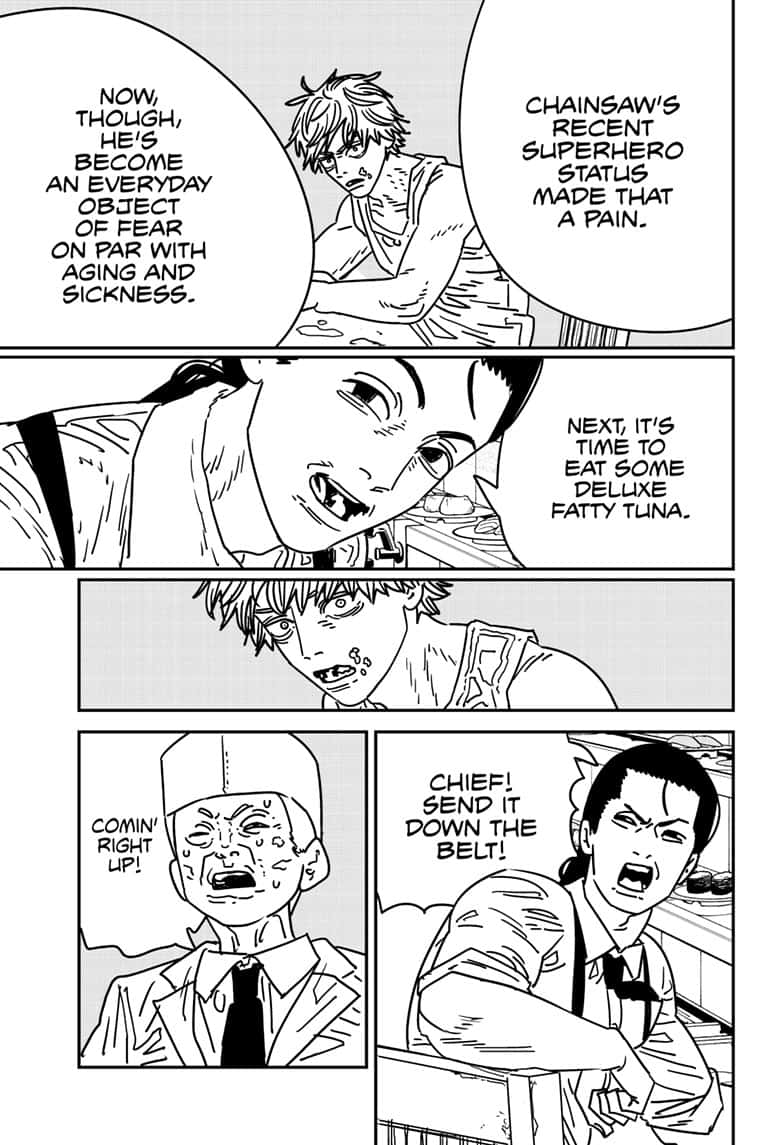 CHAINSAW'S
RECENT
SUPERHERO
STATUS
MADE THAT
A PAIN.
NOW,
THOUGH,
HE'S
BECOME
AN EVERYDAY
OBJECT
OF FEAR
ON PAR WITH
AGING AND
SICKNESS.
NEXT, IT'S
TIME TO
EAT SOME
DELUXE
FATTY TUNA.
CHIEF!
SEND IT
DOWN THE
BELT!
COMIN'
RIGHT
UP!